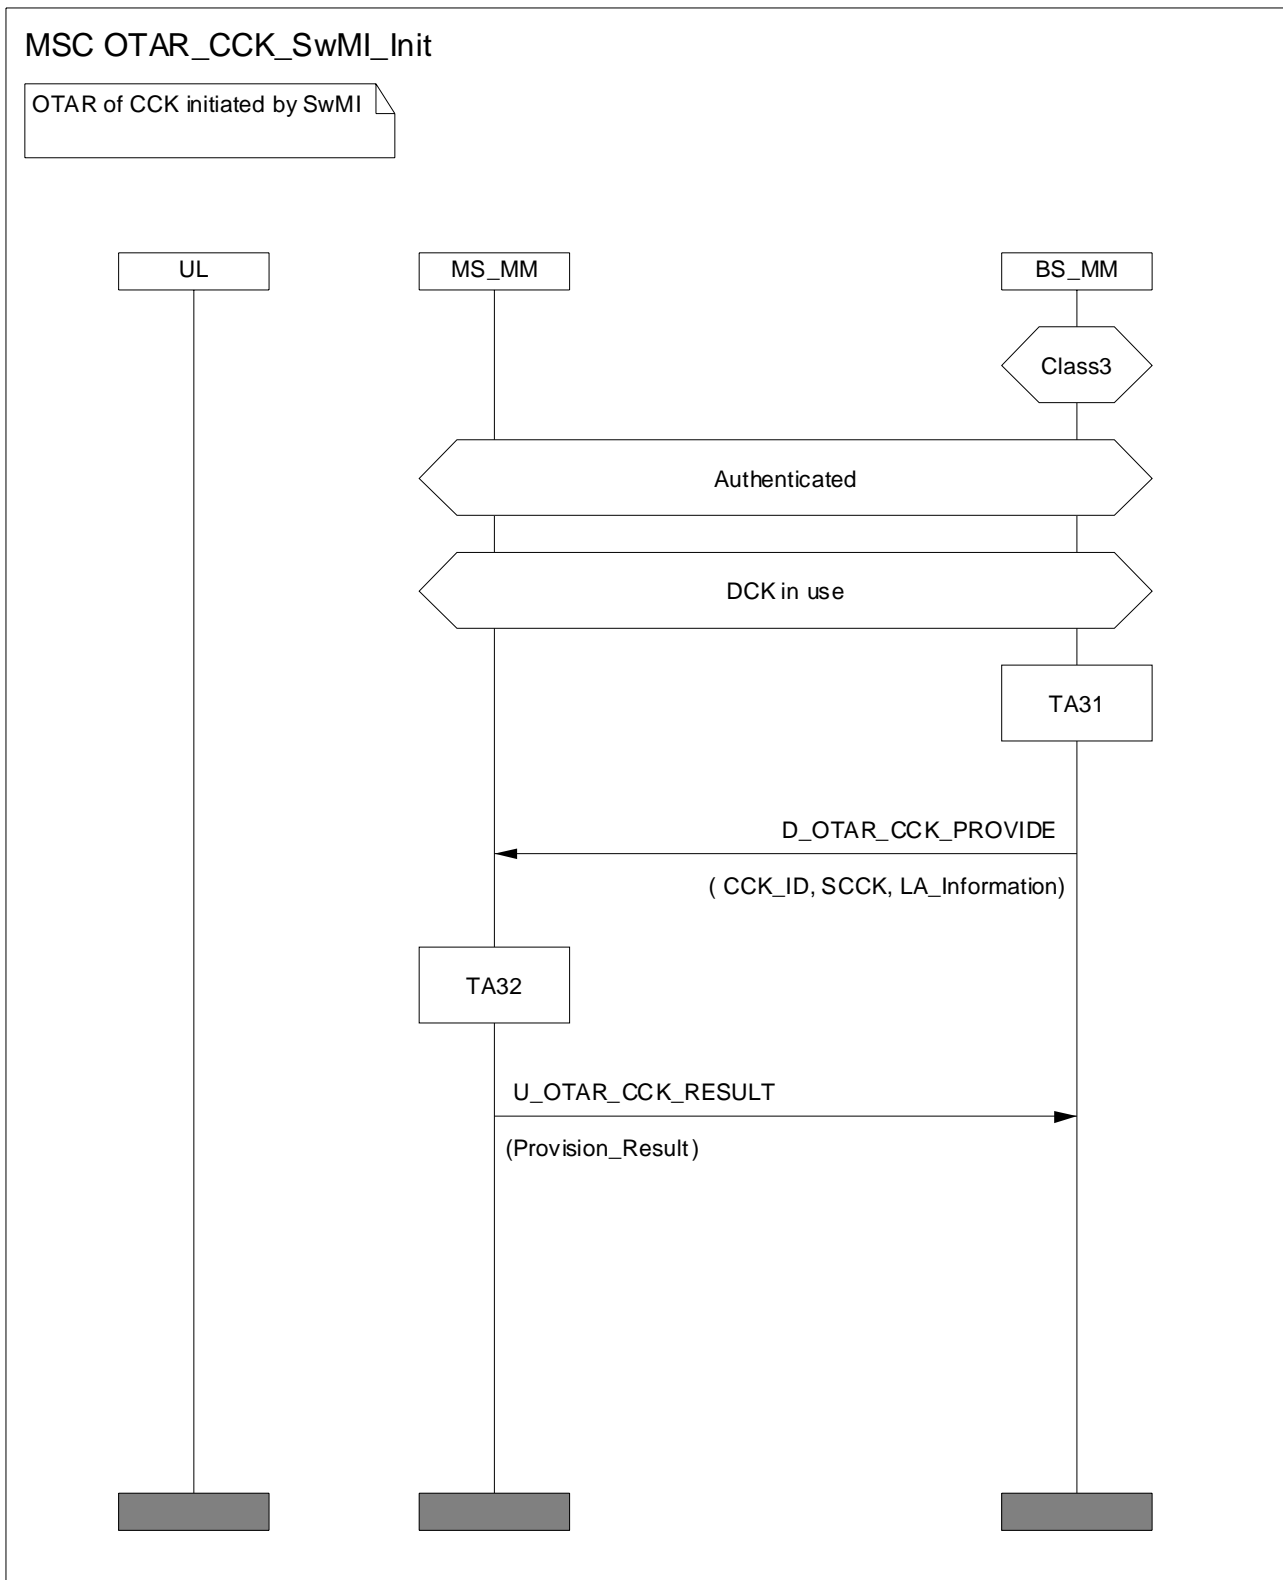 MSC OTAR_CCK_SwMI_Init
OTAR of CCK initiated by SwMI
UL
MS_MM
BS_MM
Class3
Authenticated
DCK in use
TA31
D_OTAR_CCK_PROVIDE
( CCK_ID, SCCK, LA_Information)
TA32
U_OTAR_CCK_RESULT
(Provision_Result)